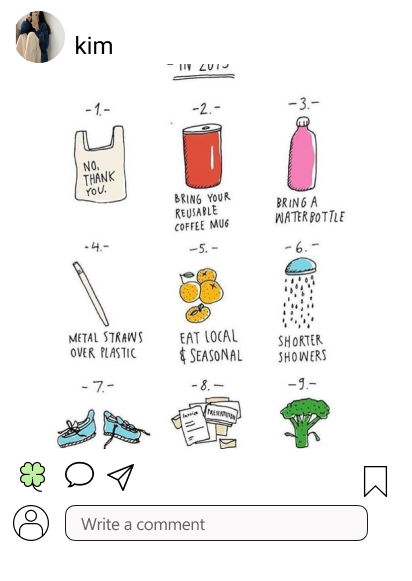 kim
- IN 2019
-1.-
-2.-
-3.-
NO,
THANK
YOU.
BRING YOUR
REUSABLE
COFFEE MUG
BRING A
WATERBOTTLE
-4.-
-5.-
-6.-
METAL STRAWS
OVER PLASTIC
EAT LOCAL
& SEASONAL
SHORTER
SHOWERS
-7.-
-8.-
-9.-
Invoice
PRESENTATION
Write a comment